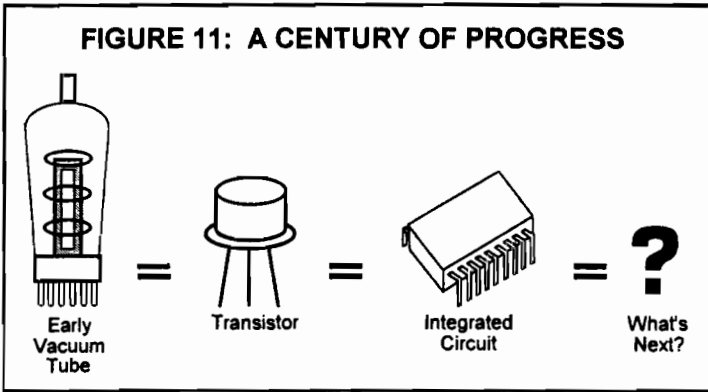 FIGURE 11: A CENTURY OF PROGRESS
= = = ?
Early
Vacuum
Tube
Transistor
Integrated
Circuit
What's
Next?